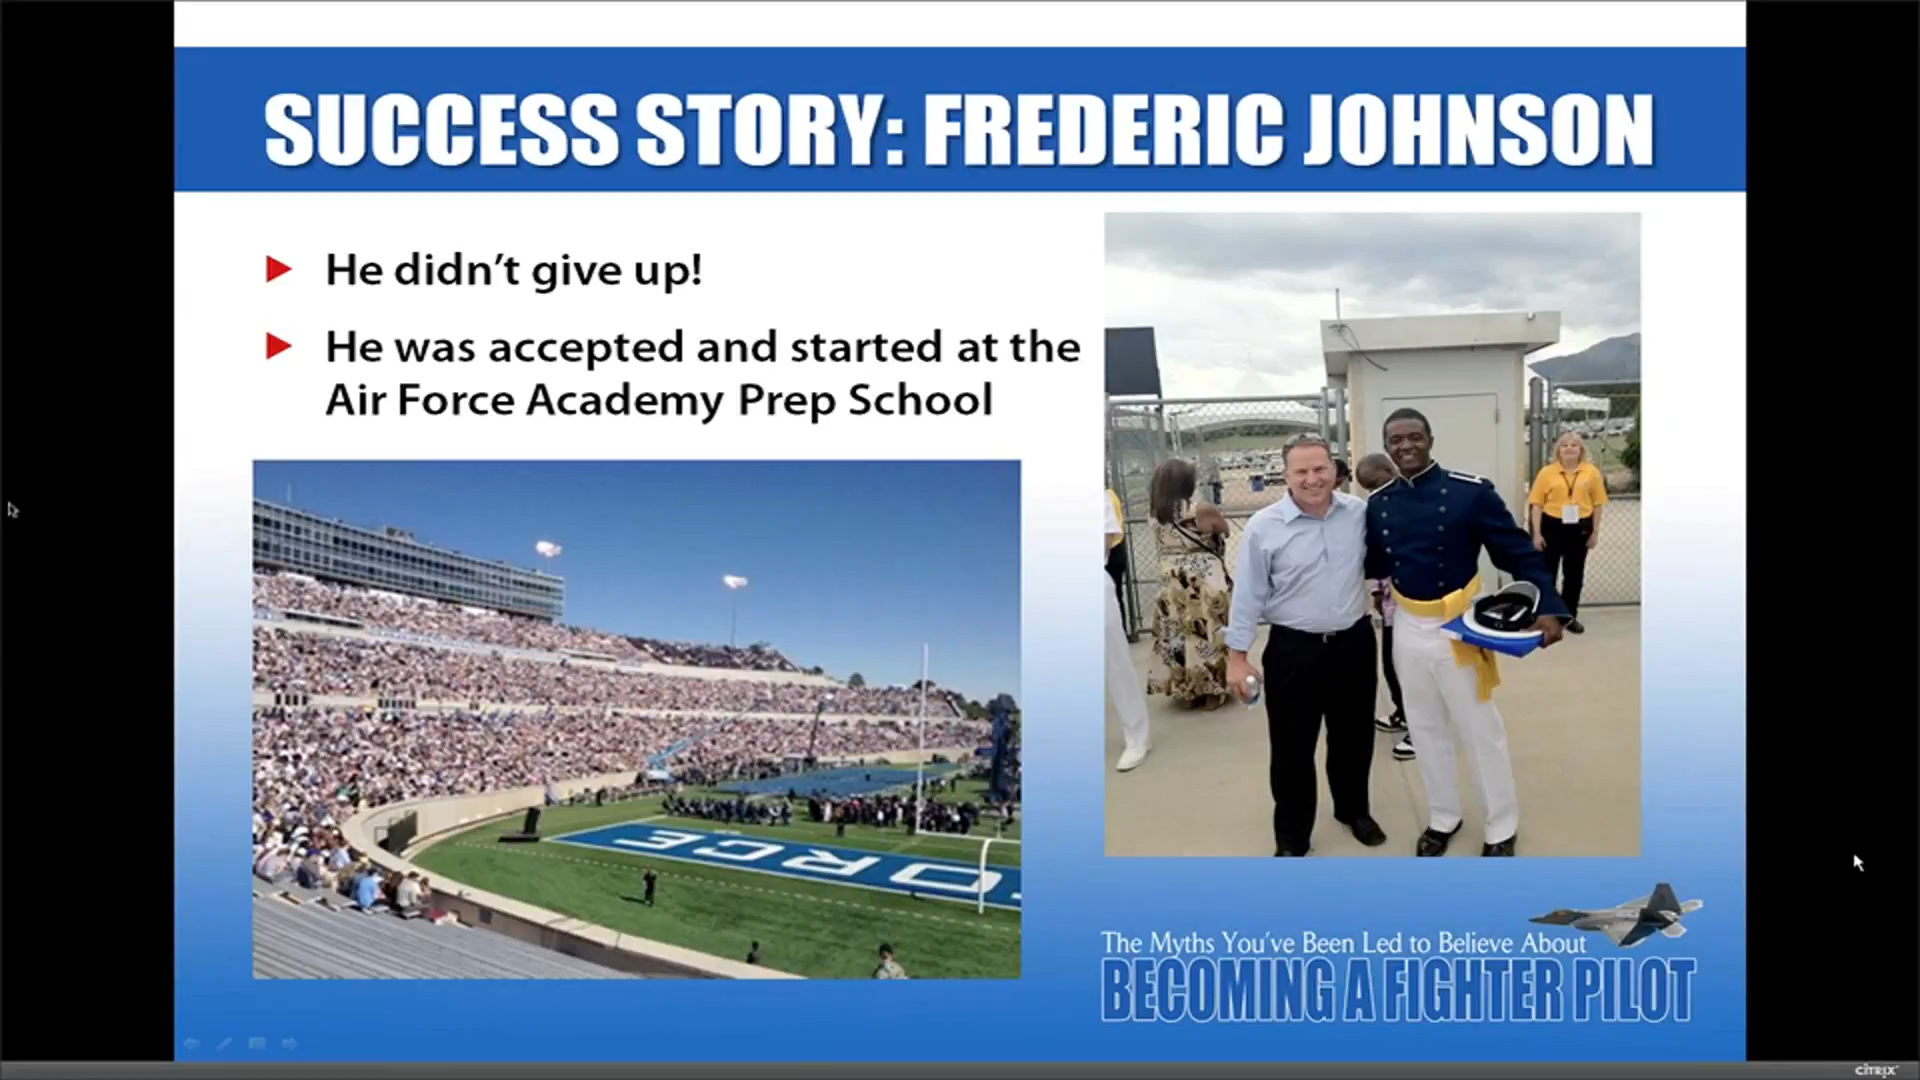 SUCCESS STORY: FREDERIC JOHNSON
He didn't give up!
He was accepted and started at the
Air Force Academy Prep School
ORCE
The Myths You've Been Led to Believe About
BECOMING A FIGHTER PILOT
CITRIX